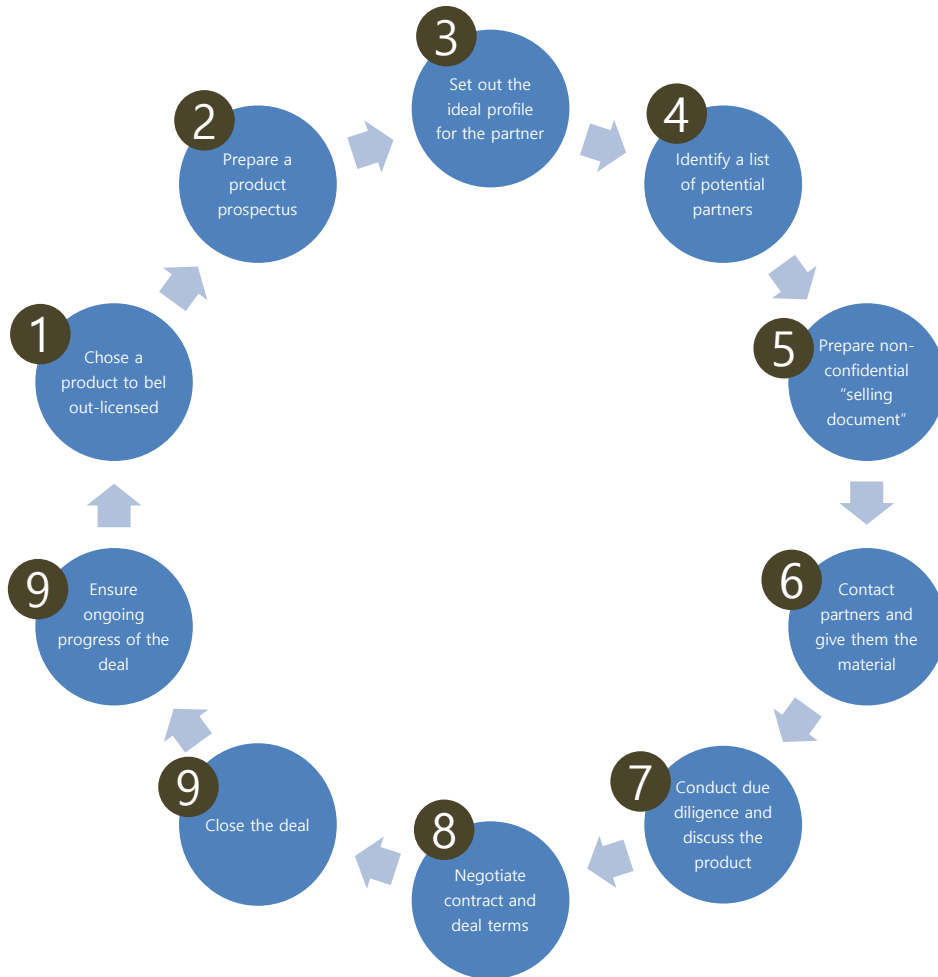 1
Chose a
product to bel
out-licensed
2
Prepare a
product
prospectus
3
Set out the
ideal profile
for the partner
4
Identify a list
of potential
partners
5
Prepare non-
confidential
"selling
document"
6
Contact
partners and
give them the
material
7
Conduct due
diligence and
discuss the
product
8
Negotiate
contract and
deal terms
9
Close the deal
9
Ensure
ongoing
progress of the
deal